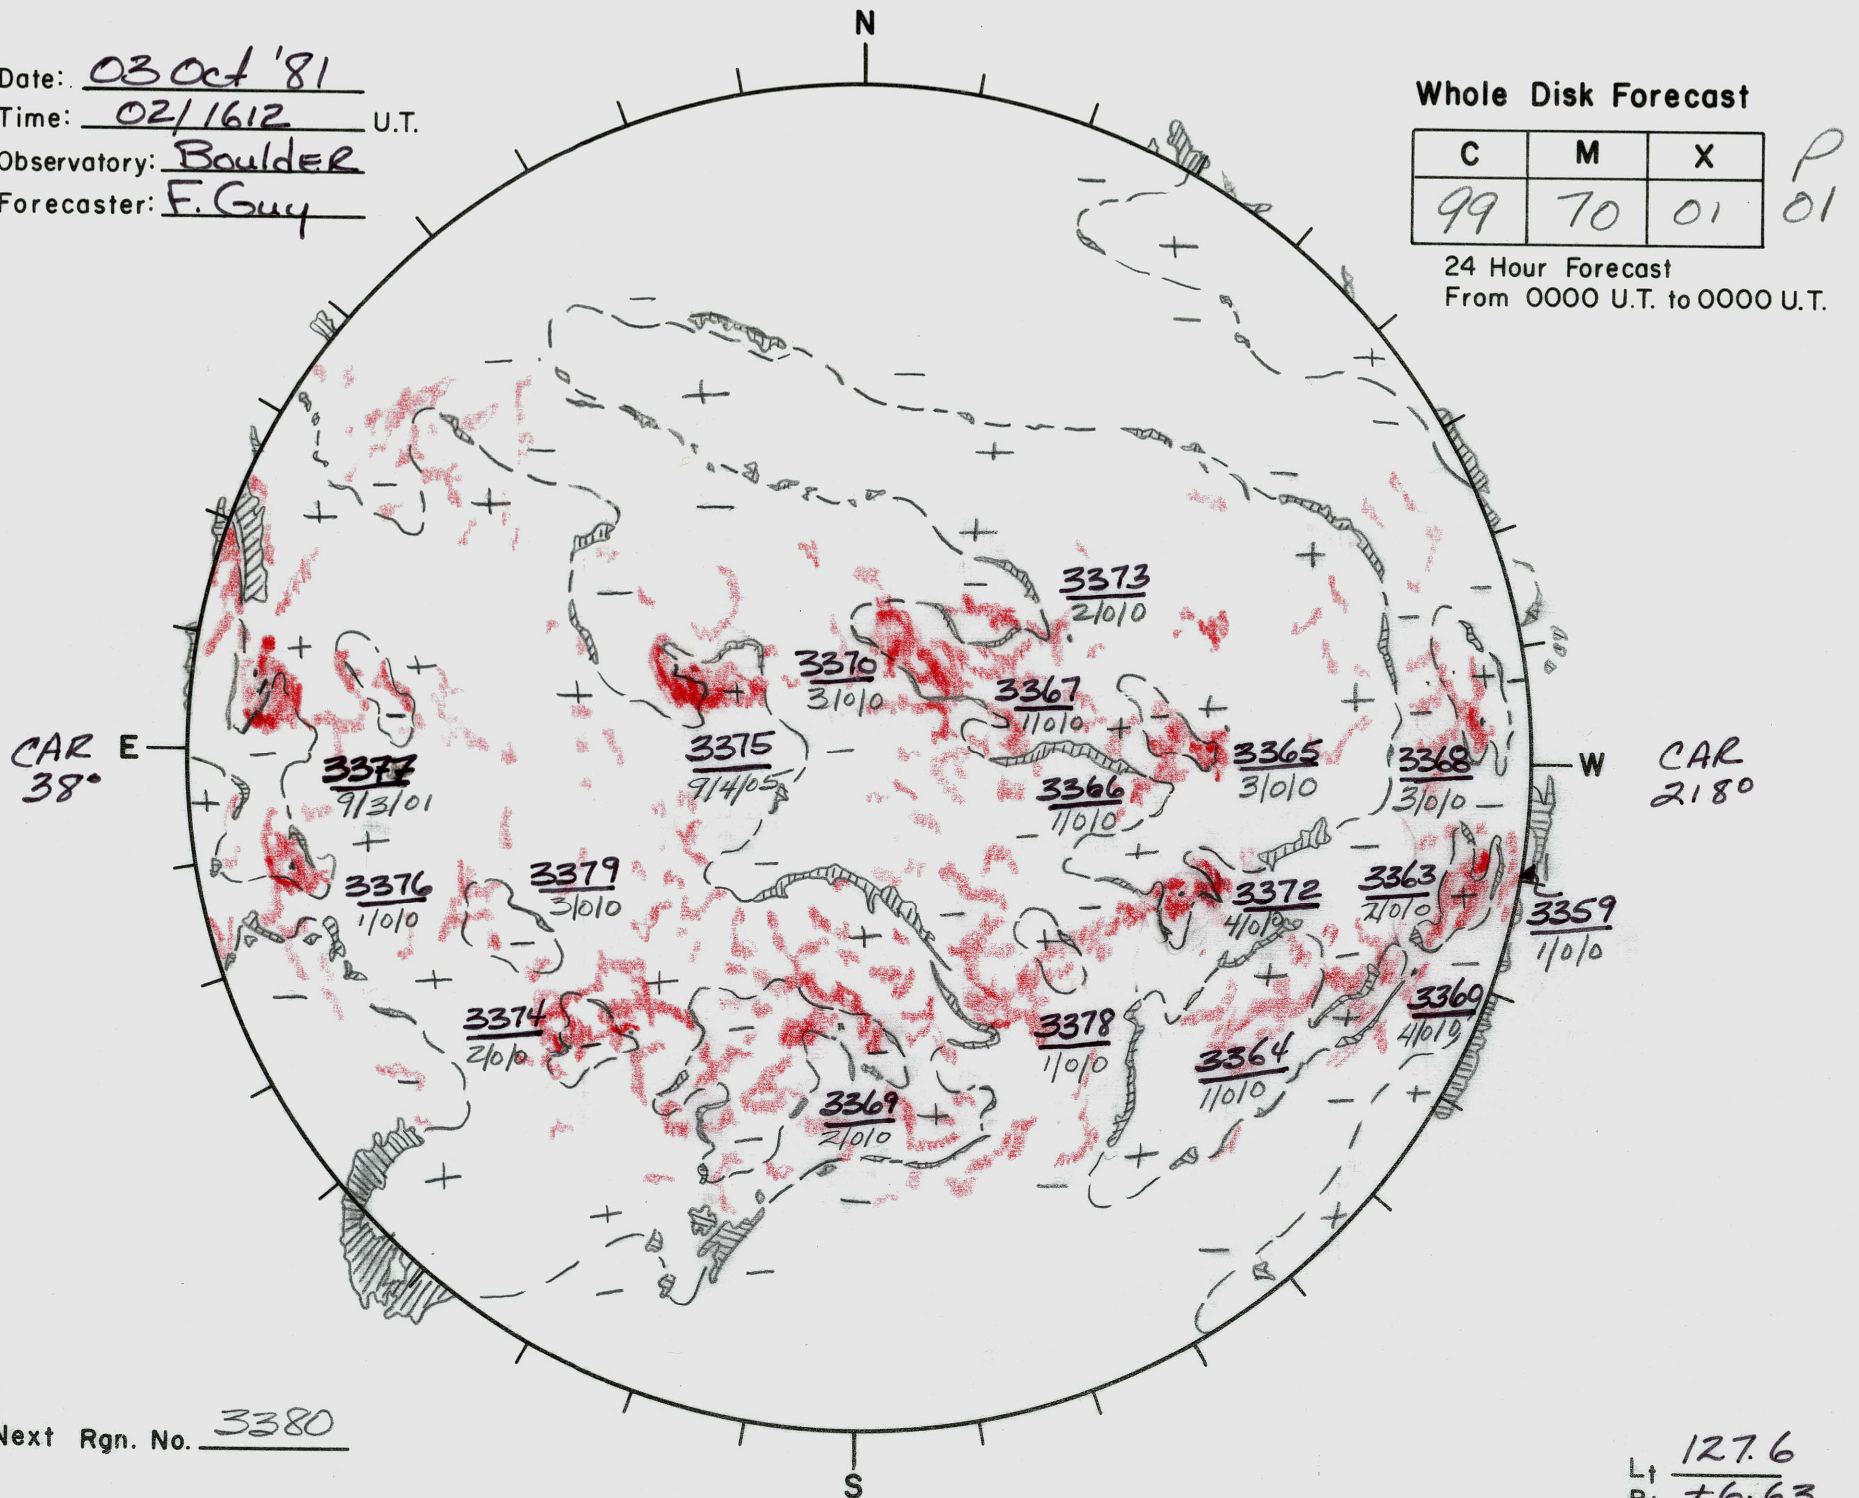 N
Date: 03 Oct '81
Time: 02/1612 U.T.
Observatory: Boulder
Forecaster: F. Guy
Whole Disk Forecast
C M X P
99 70 01 01
24 Hour Forecast
From 0000 U.T. to 0000 U.T.
3373
2/0/0
3370
3/0/0
3367
1/0/0
CAR
38°
E
3377
9/3/01
3375
9/4/05
3365
3/0/0
3368
3/0/0
W
CAR
218°
3366
1/0/0
3376
1/0/0
3379
3/0/0
3372
4/0/0
3363
2/0/0
3359
1/0/0
3374
2/0/0
3378
1/0/0
3360
4/0/0
3364
1/0/0
3369
2/0/0
Next Rgn. No. 3380
S
Lt 127.6
+6.63